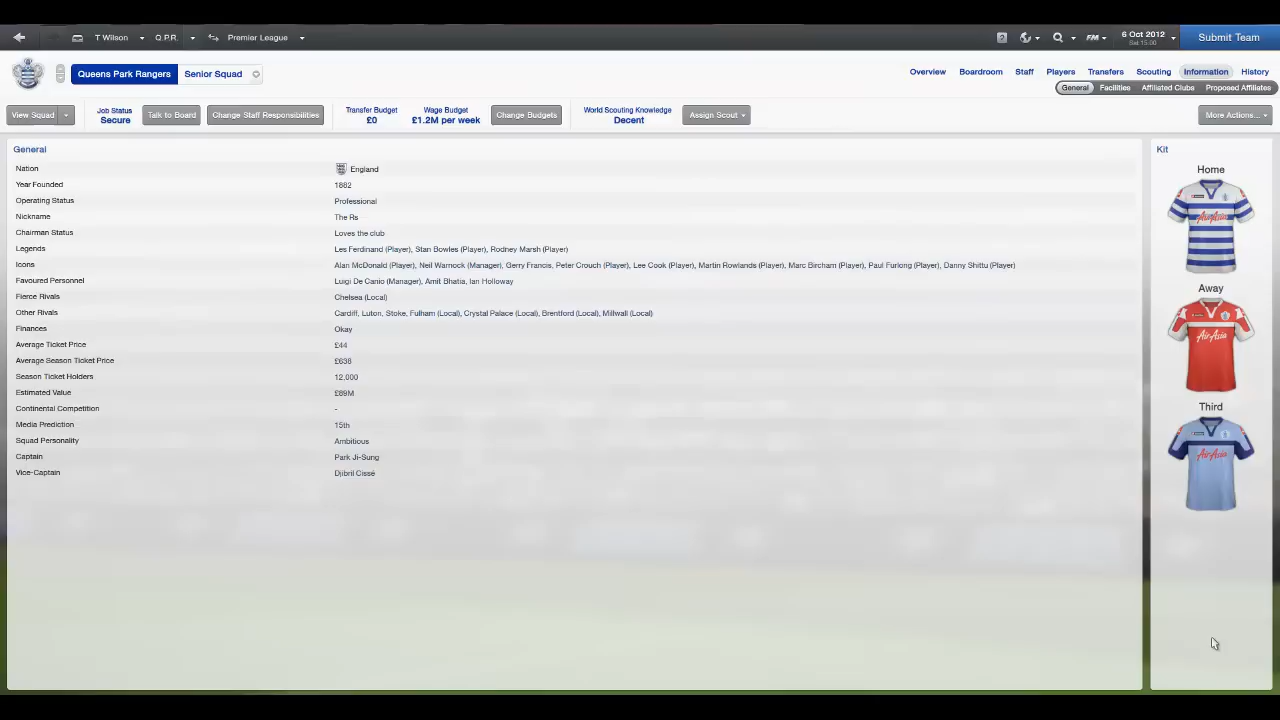 T Wilson Q.P.R. Premier League FM 6 Oct 2012 Submit Team
Sat 15:00
Queens Park Rangers Senior Squad Overview Boardroom Staff Players Transfers Scouting Information History
General Facilities Affiliated Clubs Proposed Affiliates
View Squad Job Status Talk to Board Change Staff Responsibilities Transfer Budget Wage Budget Change Budgets World Scouting Knowledge Assign Scout More Actions...
Secure £0 £1.2M per week Decent
General Kit
Nation England Home
Year Founded 1882
Operating Status Professional
Nickname The Rs AirAsia
Chairman Status Loves the club
Legends Les Ferdinand (Player), Stan Bowles (Player), Rodney Marsh (Player)
Icons Alan McDonald (Player), Neil Warnock (Manager), Gerry Francis, Peter Crouch (Player), Lee Cook (Player), Martin Rowlands (Player), Marc Bircham (Player), Paul Furlong (Player), Danny Shittu (Player)
Favoured Personnel Luigi De Canio (Manager), Amit Bhatia, Ian Holloway Away
Fierce Rivals Chelsea (Local)
Other Rivals Cardiff, Luton, Stoke, Fulham (Local), Crystal Palace (Local), Brentford (Local), Millwall (Local)
Finances Okay AirAsia
Average Ticket Price £44
Average Season Ticket Price £638
Season Ticket Holders 12,000
Estimated Value £89M
Continental Competition - Third
Media Prediction 15th
Squad Personality Ambitious
Captain Park Ji-Sung AirAsia
Vice-Captain Djibril Cissé